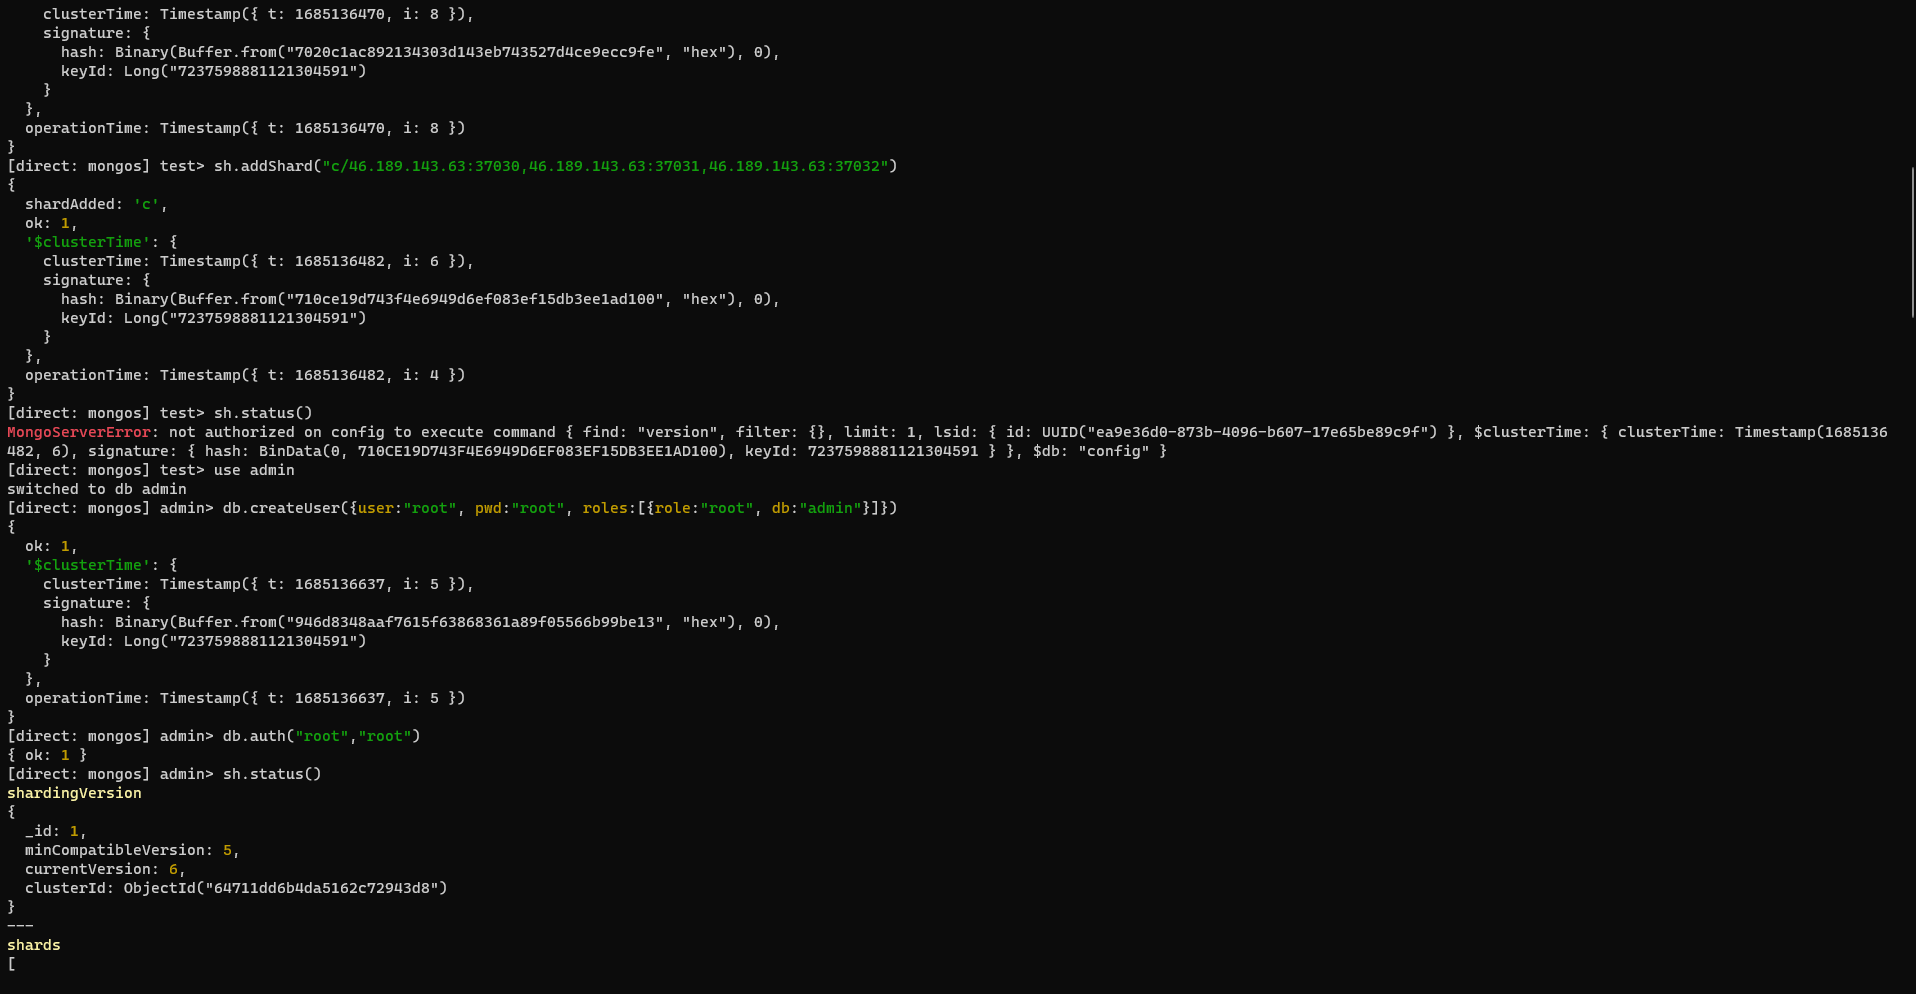 clusterTime: Timestamp({ t: 1685136470, i: 8 }),
    signature: {
      hash: Binary(Buffer.from("7020c1ac892134303d143eb743527d4ce9ecc9fe", "hex"), 0),
      keyId: Long("7237598881121304591")
    }
  },
  operationTime: Timestamp({ t: 1685136470, i: 8 })
}
[direct: mongos] test> sh.addShard("c/46.189.143.63:37030,46.189.143.63:37031,46.189.143.63:37032")
{
  shardAdded: 'c',
  ok: 1,
  '$clusterTime': {
    clusterTime: Timestamp({ t: 1685136482, i: 6 }),
    signature: {
      hash: Binary(Buffer.from("710ce19d743f4e6949d6ef083ef15db3ee1ad100", "hex"), 0),
      keyId: Long("7237598881121304591")
    }
  },
  operationTime: Timestamp({ t: 1685136482, i: 4 })
}
[direct: mongos] test> sh.status()
MongoServerError: not authorized on config to execute command { find: "version", filter: {}, limit: 1, lsid: { id: UUID("ea9e36d0-873b-4096-b607-17e65be89c9f") }, $clusterTime: { clusterTime: Timestamp(1685136
482, 6), signature: { hash: BinData(0, 710CE19D743F4E6949D6EF083EF15DB3EE1AD100), keyId: 7237598881121304591 } }, $db: "config" }
[direct: mongos] test> use admin
switched to db admin
[direct: mongos] admin> db.createUser({user:"root", pwd:"root", roles:[{role:"root", db:"admin"}]})
{
  ok: 1,
  '$clusterTime': {
    clusterTime: Timestamp({ t: 1685136637, i: 5 }),
    signature: {
      hash: Binary(Buffer.from("946d8348aaf7615f63868361a89f05566b99be13", "hex"), 0),
      keyId: Long("7237598881121304591")
    }
  },
  operationTime: Timestamp({ t: 1685136637, i: 5 })
}
[direct: mongos] admin> db.auth("root","root")
{ ok: 1 }
[direct: mongos] admin> sh.status()
shardingVersion
{
  _id: 1,
  minCompatibleVersion: 5,
  currentVersion: 6,
  clusterId: ObjectId("64711dd6b4da5162c72943d8")
}
---
shards
[